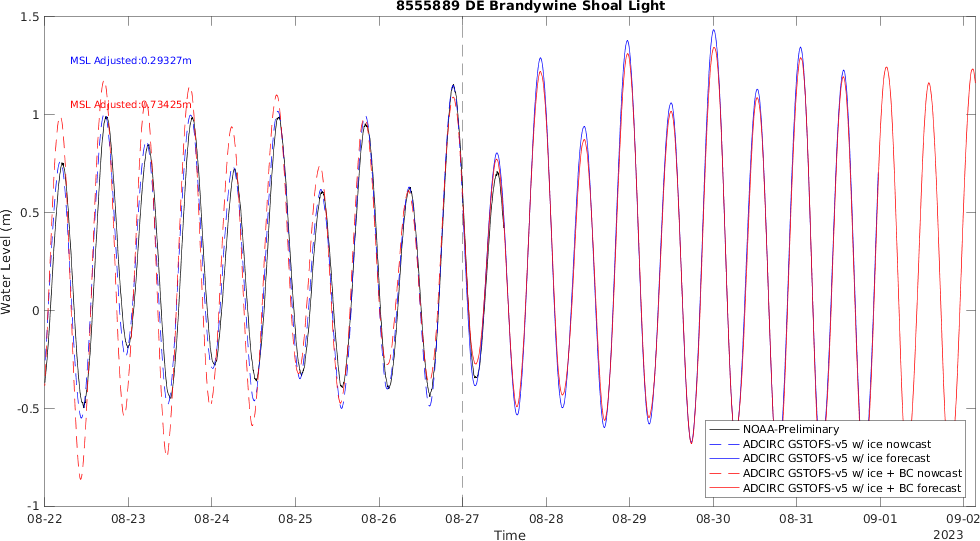 8555889 DE Brandywine Shoal Light
1.5
1
0.5
0
-0.5
-1
Water Level (m)
MSL Adjusted:0.29327m
MSL Adjusted:0.73425m
NOAA-Preliminary
ADCIRC GSTOFS-v5 w/ ice nowcast
ADCIRC GSTOFS-v5 w/ ice forecast
ADCIRC GSTOFS-v5 w/ ice + BC nowcast
ADCIRC GSTOFS-v5 w/ ice + BC forecast
08-22 08-23 08-24 08-25 08-26 08-27 08-28 08-29 08-30 08-31 09-01 09-02
Time
2023